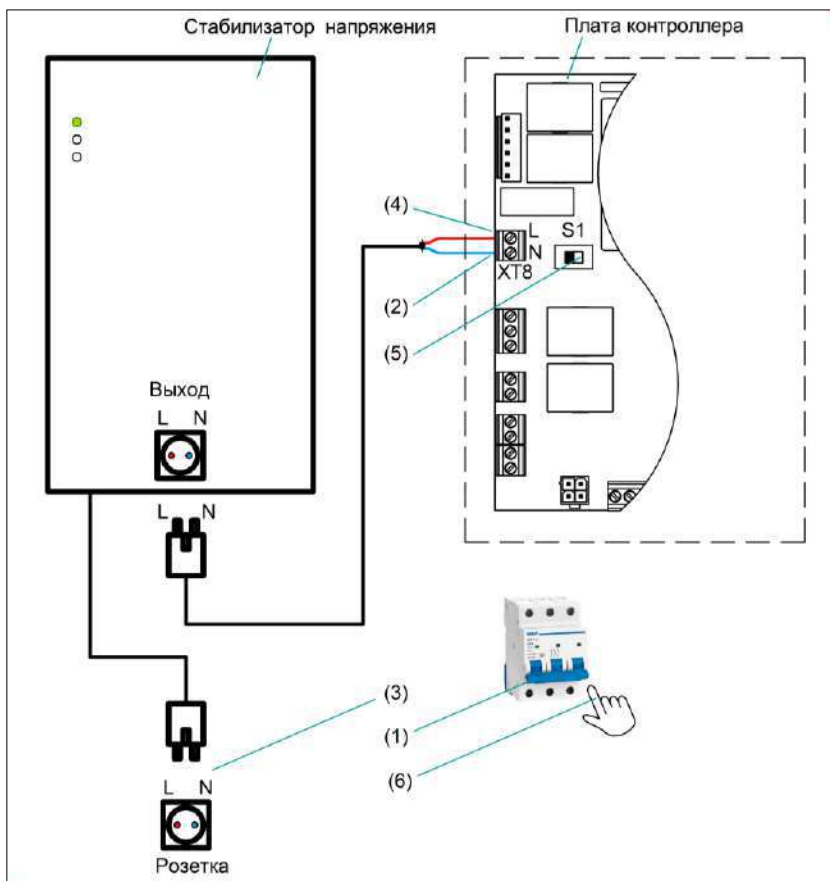 Стабилизатор напряжения
Плата контроллера
(4)
L
S1
N
XT8
(2)
(5)
Выход
L N
L N
(3)
(1)
(6)
L N
Розетка